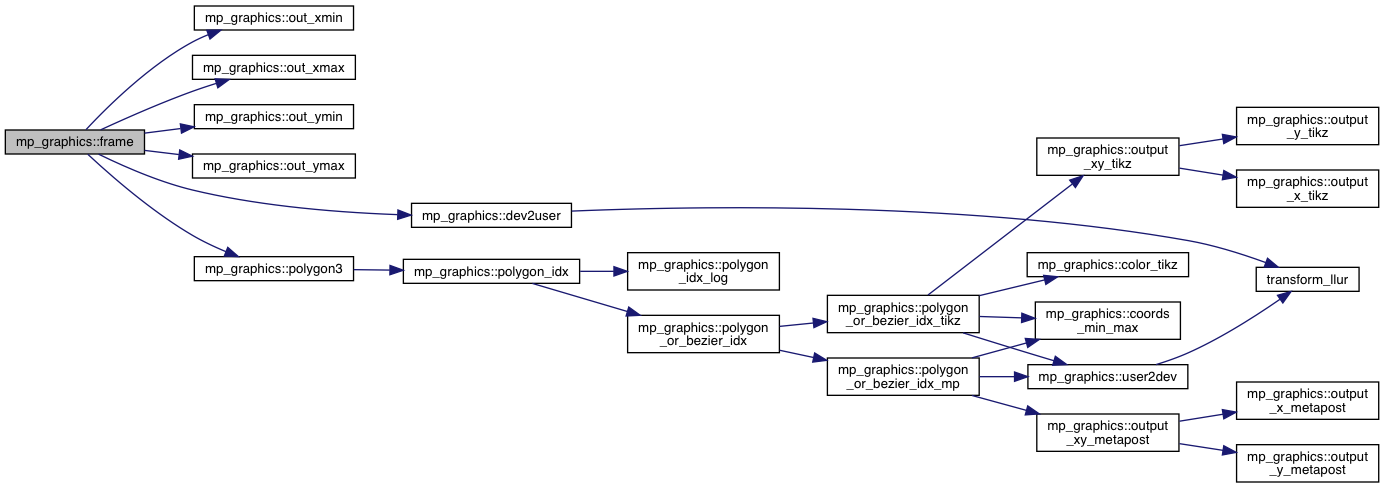 mp_graphics::out_xmin
mp_graphics::out_xmax
mp_graphics::out_ymin
mp_graphics::frame
mp_graphics::out_ymax
mp_graphics::dev2user
mp_graphics::polygon3
mp_graphics::polygon_idx
mp_graphics::polygon
_idx_log
mp_graphics::polygon
_or_bezier_idx
mp_graphics::polygon
_or_bezier_idx_tikz
mp_graphics::polygon
_or_bezier_idx_mp
mp_graphics::output
_xy_tikz
mp_graphics::color_tikz
mp_graphics::coords
_min_max
mp_graphics::user2dev
mp_graphics::output
_xy_metapost
mp_graphics::output
_y_tikz
mp_graphics::output
_x_tikz
transform_llur
mp_graphics::output
_x_metapost
mp_graphics::output
_y_metapost